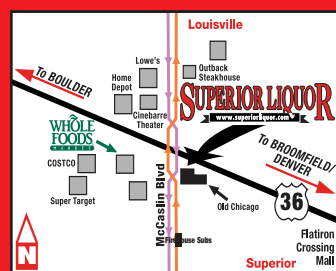 Louisville
Lowe's
To BOULDER
Home
Depot
Outback
Steakhouse
Cinebarre
Theater
SUPERIOR LIQUOR
www.superiorliquor.com
WHOLE
FOODS
MARKET
To BROOMFIELD/
DENVER
COSTCO
Super Target
McCaslin Blvd
Old Chicago
36
Firehouse Subs
Flatiron
Crossing
Mall
Superior
N